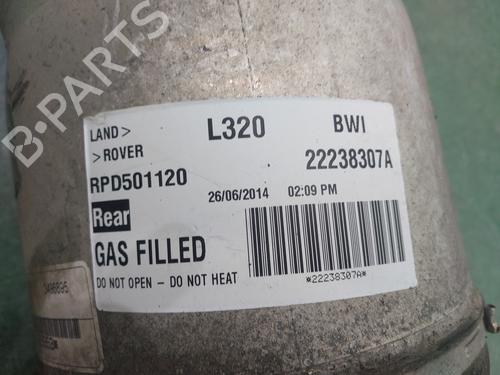 B-PARTS
LAND> L320 BWI
>ROVER 22238307A
RPD501120
26/06/2014 02:09 PM
Rear
GAS FILLED
DO NOT OPEN - DO NOT HEAT
*22238307A*